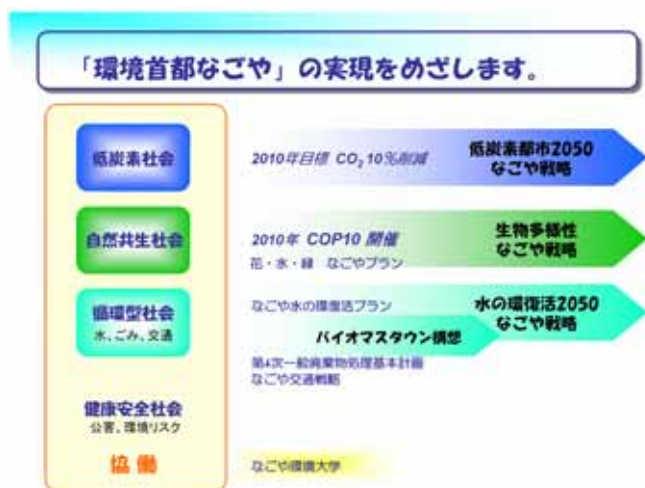 「環境首都なごや」の実現をめざします。
低炭素社会
2010年目標 CO₂ 10%削減
低炭素都市2050
なごや戦略
自然共生社会
2010年 COP10 開催
花・水・緑 なごやプラン
生物多様性
なごや戦略
循環型社会
水、ごみ、交通
なごや水の環復活プラン
水の環復活2050
なごや戦略
バイオマスタウン構想
第4次一般廃棄物処理基本計画
なごや交通戦略
健康安全社会
公害、環境リスク
協働
なごや環境大学